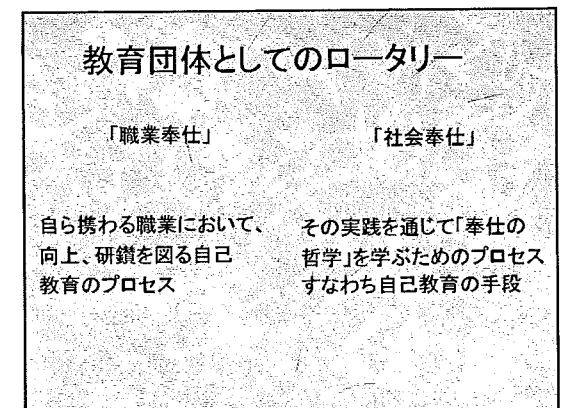 教育団体としてのロータリー
「職業奉仕」
「社会奉仕」
自ら携わる職業において、
向上、研鑽を図る自己
教育のプロセス
その実践を通じて「奉仕の
哲学」を学ぶためのプロセス
すなわち自己教育の手段